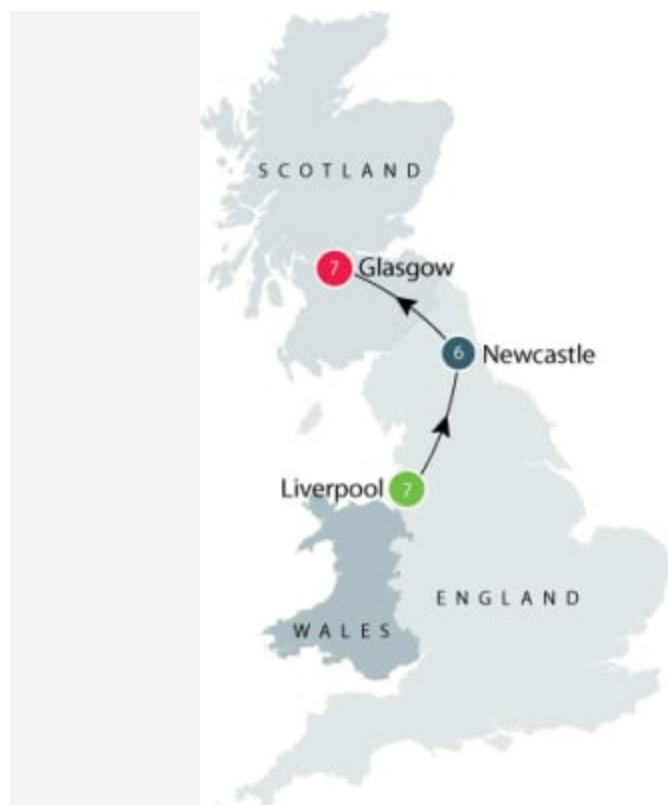 SCOTLAND
7 Glasgow
6 Newcastle
Liverpool 7
ENGLAND
WALES